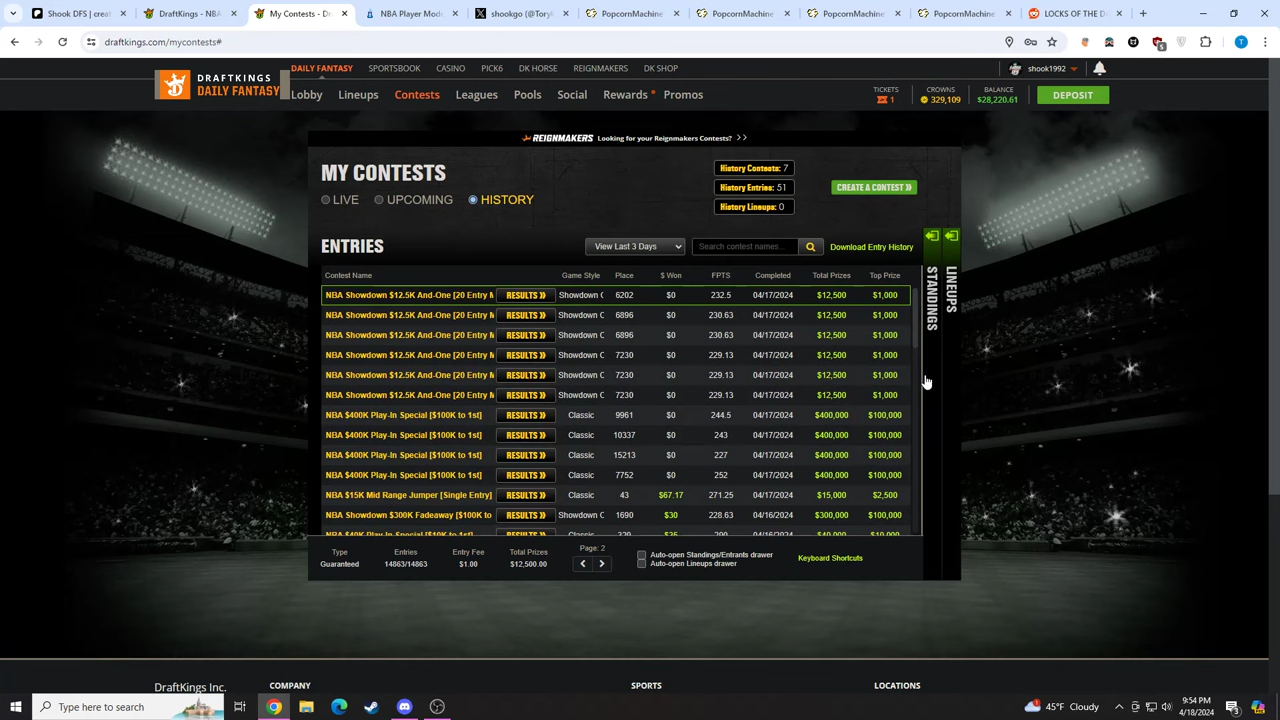 Shook DFS | creat
DraftKings - NBA
My Contests - Dr
NBA Player Mode
shookgo (@Toryk
PopcornMachine
PopcornMachine
PopcornMachine
PopcornMachine
LOCKS OF THE D
draftkings.com/mycontests#
5
T
DAILY FANTASY SPORTSBOOK CASINO PICK6 DK HORSE REIGNMAKERS DK SHOP
shook1992
DRAFTKINGS
DAILY FANTASY
Lobby Lineups Contests Leagues Pools Social Rewards Promos
TICKETS CROWNS BALANCE
1 329,109 $28,220.61
DEPOSIT
REIGNMAKERS Looking for your Reignmakers Contests? >>
MY CONTESTS
LIVE UPCOMING HISTORY
History Contests: 7
History Entries: 51
History Lineups: 0
CREATE A CONTEST »
ENTRIES
View Last 3 Days
Search contest names...
Download Entry History
Contest Name Game Style Place $ Won FPTS Completed Total Prizes Top Prize
NBA Showdown $12.5K And-One [20 Entry M RESULTS » Showdown C 6202 $0 232.5 04/17/2024 $12,500 $1,000
NBA Showdown $12.5K And-One [20 Entry M RESULTS » Showdown C 6896 $0 230.63 04/17/2024 $12,500 $1,000
NBA Showdown $12.5K And-One [20 Entry M RESULTS » Showdown C 6896 $0 230.63 04/17/2024 $12,500 $1,000
NBA Showdown $12.5K And-One [20 Entry M RESULTS » Showdown C 7230 $0 229.13 04/17/2024 $12,500 $1,000
NBA Showdown $12.5K And-One [20 Entry M RESULTS » Showdown C 7230 $0 229.13 04/17/2024 $12,500 $1,000
NBA Showdown $12.5K And-One [20 Entry M RESULTS » Showdown C 7230 $0 229.13 04/17/2024 $12,500 $1,000
NBA $400K Play-In Special [$100K to 1st] RESULTS » Classic 9961 $0 244.5 04/17/2024 $400,000 $100,000
NBA $400K Play-In Special [$100K to 1st] RESULTS » Classic 10337 $0 243 04/17/2024 $400,000 $100,000
NBA $400K Play-In Special [$100K to 1st] RESULTS » Classic 15213 $0 227 04/17/2024 $400,000 $100,000
NBA $400K Play-In Special [$100K to 1st] RESULTS » Classic 7752 $0 252 04/17/2024 $400,000 $100,000
NBA $15K Mid Range Jumper [Single Entry] RESULTS » Classic 43 $67.17 271.25 04/17/2024 $15,000 $2,500
NBA Showdown $300K Fadeaway [$100K to RESULTS » Showdown C 1690 $30 228.63 04/16/2024 $300,000 $100,000
STANDINGS
LINEUPS
Type Entries Entry Fee Total Prizes
Guaranteed 14863/14863 $1.00 $12,500.00
Page: 2
Auto-open Standings/Entrants drawer
Auto-open Lineups drawer
Keyboard Shortcuts
DraftKings Inc.
COMPANY
SPORTS
LOCATIONS
Type here to search
45°F Cloudy
9:54 PM
4/18/2024
3